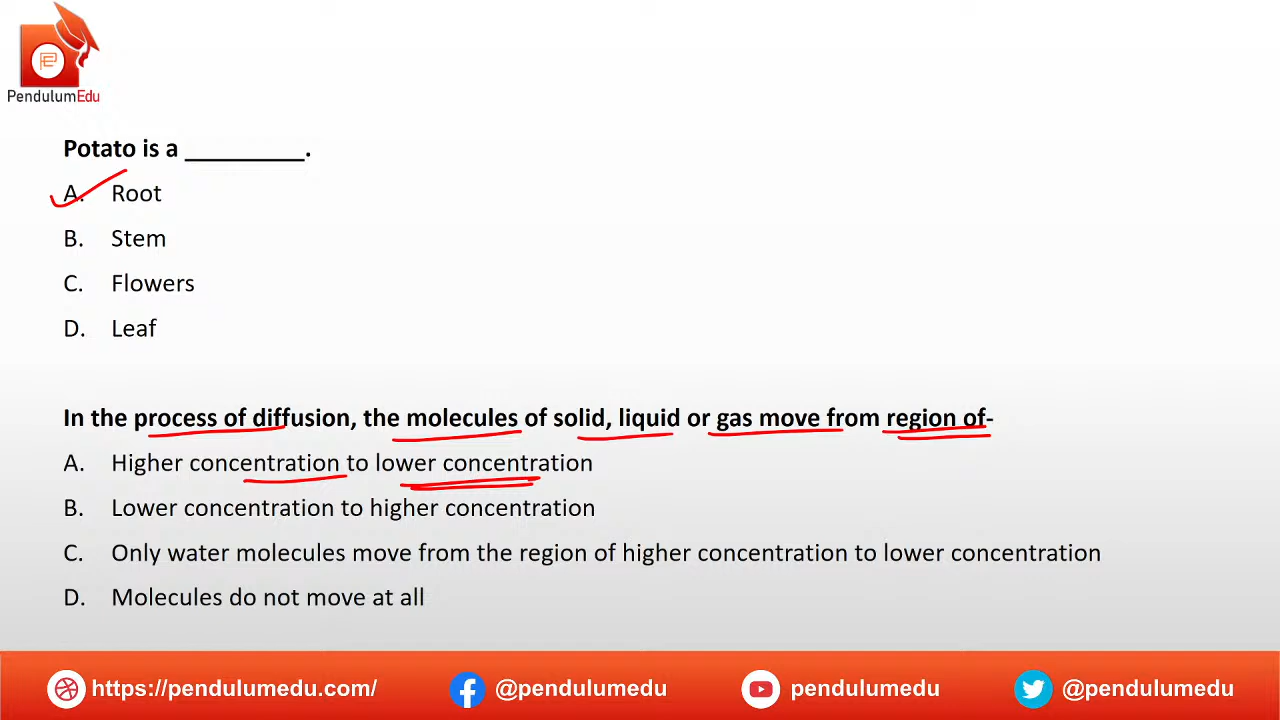 PendulumEdu
Potato is a _________.
A. Root
B. Stem
C. Flowers
D. Leaf
In the process of diffusion, the molecules of solid, liquid or gas move from region of-
A. Higher concentration to lower concentration
B. Lower concentration to higher concentration
C. Only water molecules move from the region of higher concentration to lower concentration
D. Molecules do not move at all
https://pendulumedu.com/ @pendulumedu pendulumedu @pendulumedu